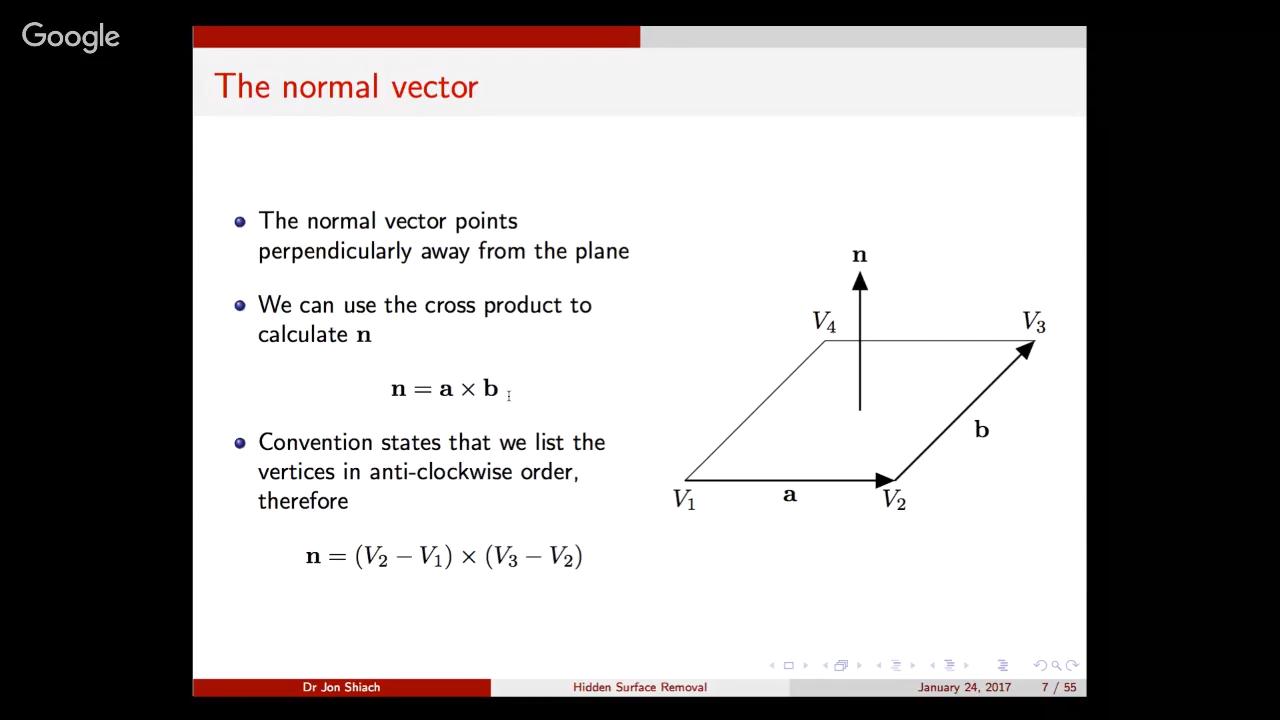 Google
The normal vector
The normal vector points
perpendicularly away from the plane
We can use the cross product to
calculate n
n = a × b
Convention states that we list the
vertices in anti-clockwise order,
therefore
n = (V₂ − V₁) × (V₃ − V₂)
n
V₄
V₃
b
V₁
a
V₂
Dr Jon Shiach
Hidden Surface Removal
January 24, 2017
7 / 55